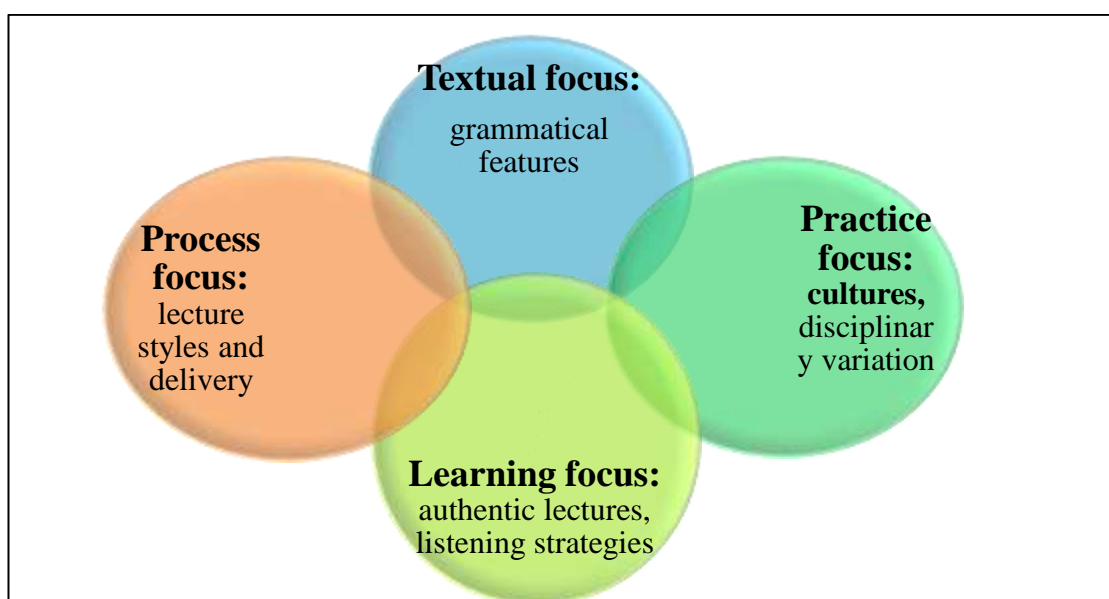 Textual focus:
grammatical
features
Process
focus:
lecture
styles and
delivery
Practice
focus:
cultures,
disciplinar
y variation
Learning focus:
authentic lectures,
listening strategies